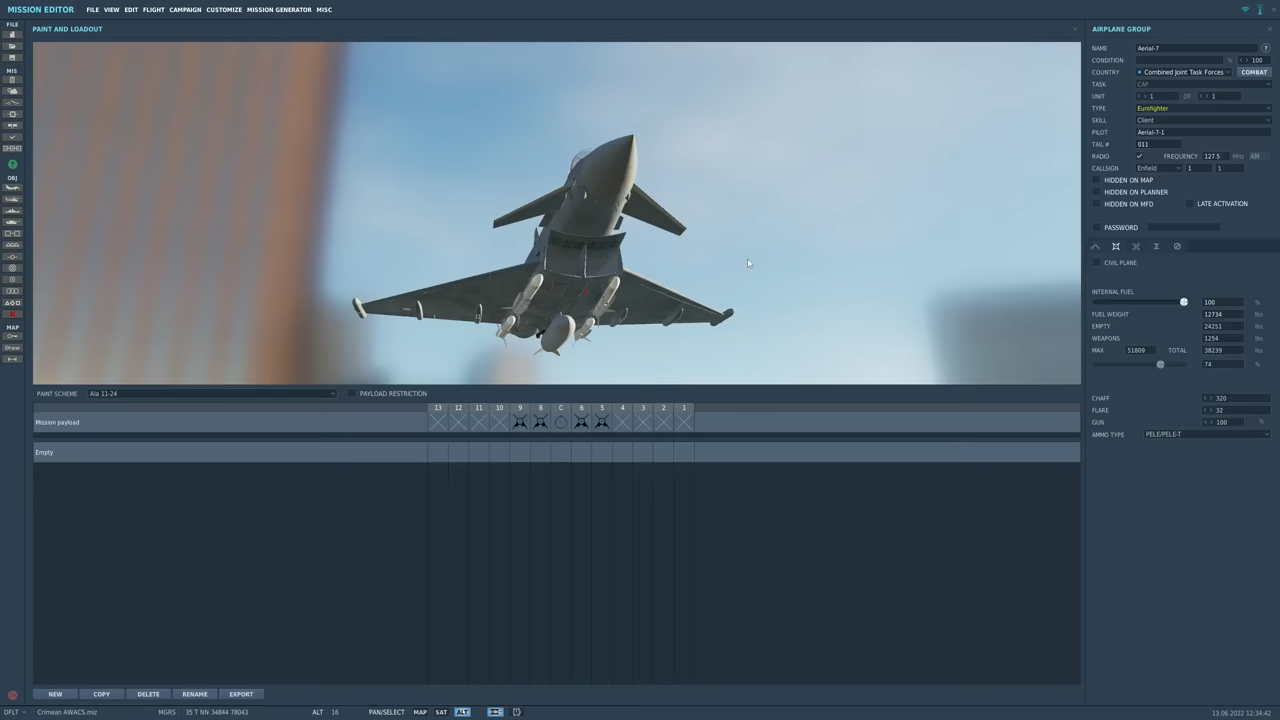 MISSION EDITOR FILE VIEW EDIT FLIGHT CAMPAIGN CUSTOMIZE MISSION GENERATOR MISC
FILE
MIS
OBJ
MAP
Draw
PAINT AND LOADOUT
PAINT SCHEME Ala 11-24 PAYLOAD RESTRICTION
13 12 11 10 9 8 C 6 5 4 3 2 1
Mission payload
Empty
NEW COPY DELETE RENAME EXPORT
AIRPLANE GROUP
NAME Aerial-7 ?
CONDITION % <> 100
COUNTRY Combined Joint Task Forces COMBAT
TASK CAP
UNIT <> 1 OF <> 1
TYPE Eurofighter
SKILL Client
PILOT Aerial-7-1
TAIL # 011
RADIO FREQUENCY 127.5 MHz AM
CALLSIGN Enfield 1 1
HIDDEN ON MAP
HIDDEN ON PLANNER
HIDDEN ON MFD LATE ACTIVATION
PASSWORD
CIVIL PLANE
INTERNAL FUEL
100 %
FUEL WEIGHT 12734 lbs
EMPTY 24251 lbs
WEAPONS 1254 lbs
MAX 51809 TOTAL 38239 lbs
74 %
CHAFF <> 320
FLARE <> 32
GUN <> 100 %
AMMO TYPE PELE/PELE-T
DFLT Crimean AWACS.miz MGRS 35 T NN 34844 78043 ALT 16 PAN/SELECT MAP SAT ALT 13.06.2022 12:34:42